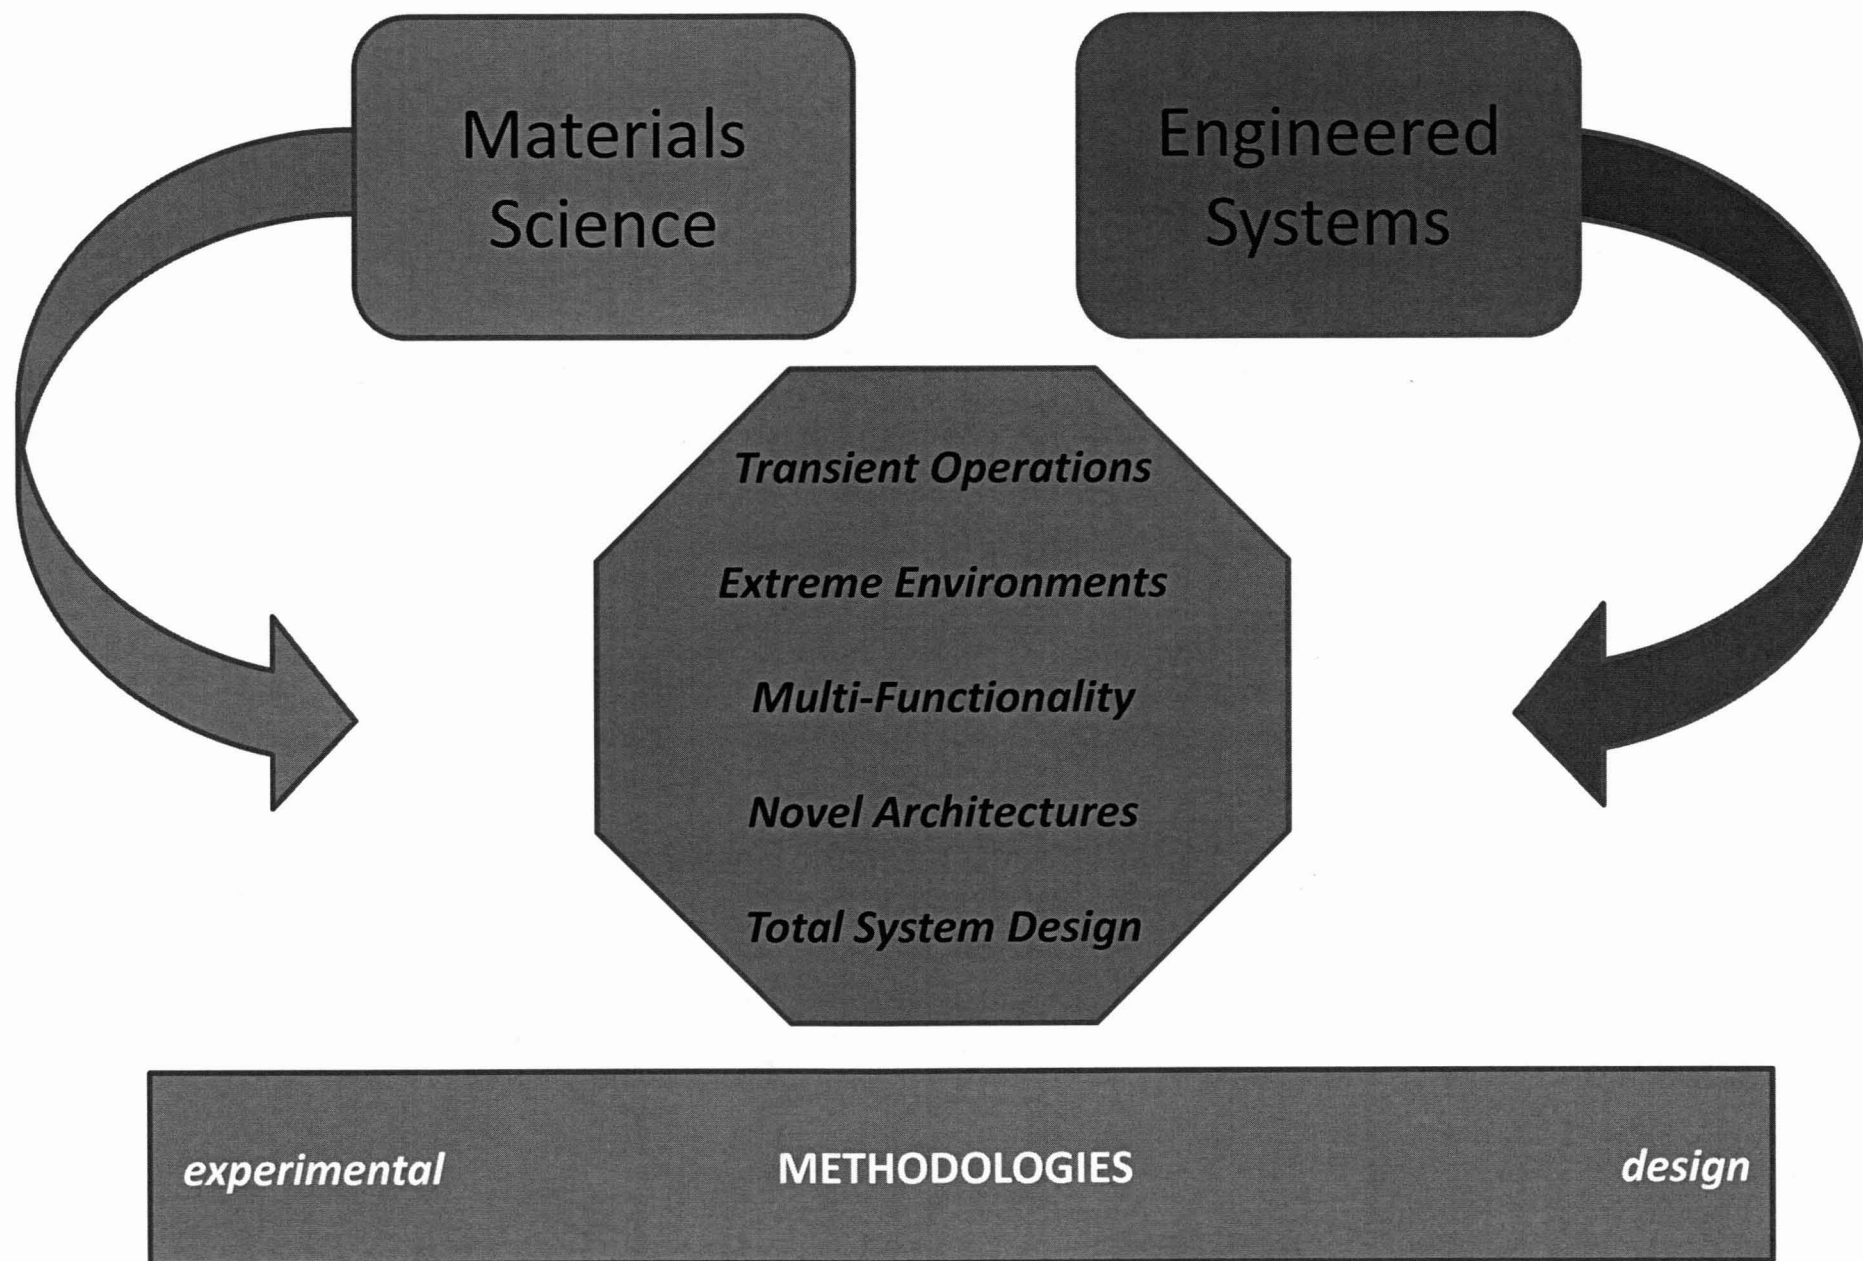 Materials
Science
Engineered
Systems
Transient Operations
Extreme Environments
Multi-Functionality
Novel Architectures
Total System Design
experimental METHODOLOGIES design